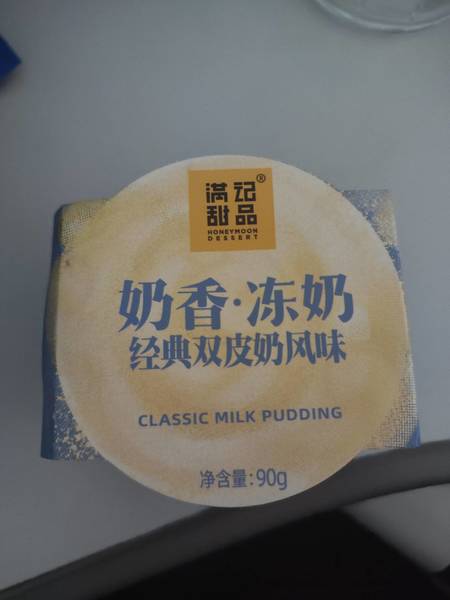 满记®
甜品
HONEYMOON
DESSERT
奶香·冻奶
经典双皮奶风味
CLASSIC MILK PUDDING
净含量:90g